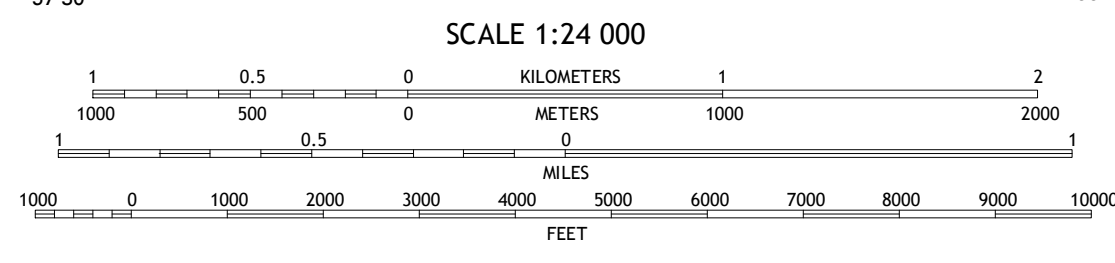 SCALE 1:24 000
1 0.5 0 KILOMETERS 1 2
1000 500 0 METERS 1000 2000
1 0.5 0 1
MILES
1000 0 1000 2000 3000 4000 5000 6000 7000 8000 9000 10000
FEET